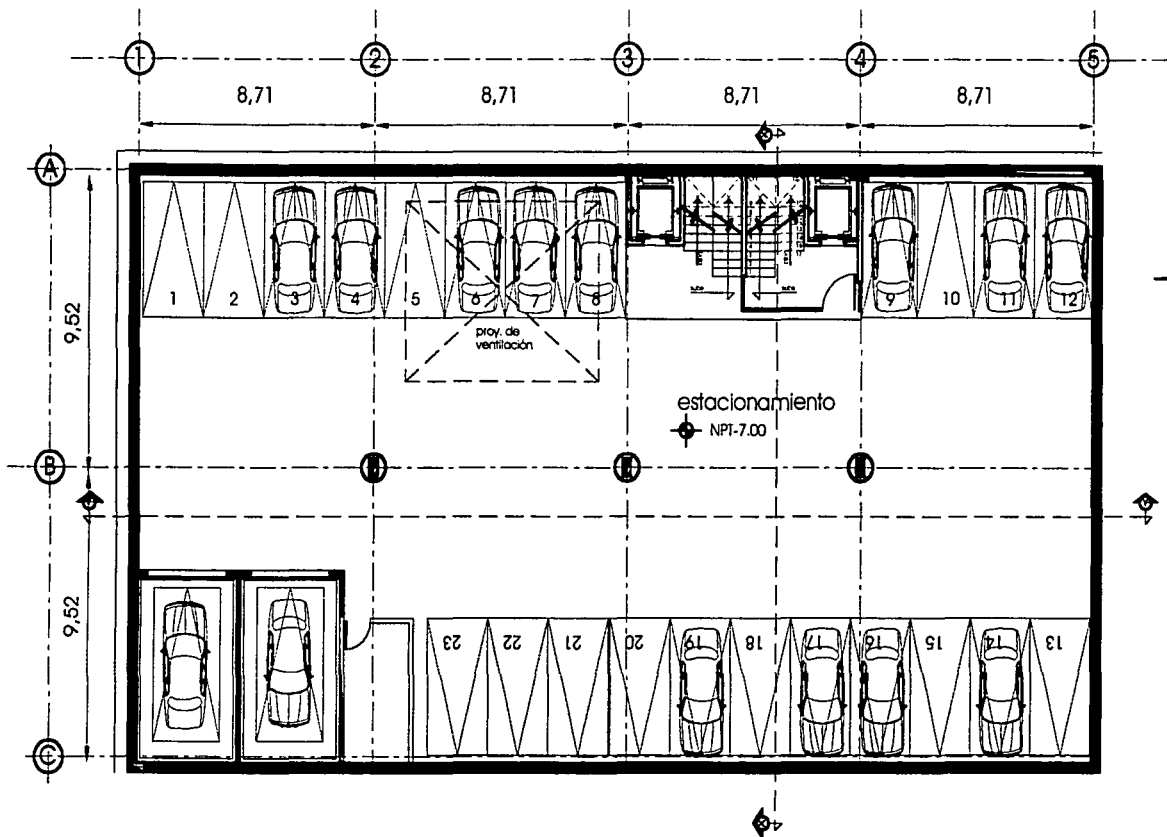 1 2 3 4 5
8,71 8,71 8,71 8,71
A
1 2 3 4 5 6 7 8 9 10 11 12
sube sube
9,52
proy. de
ventilación
estacionamiento
NPT-7.00
B
9,52
23 22 21 20 19 18 17 16 15 14 13
C